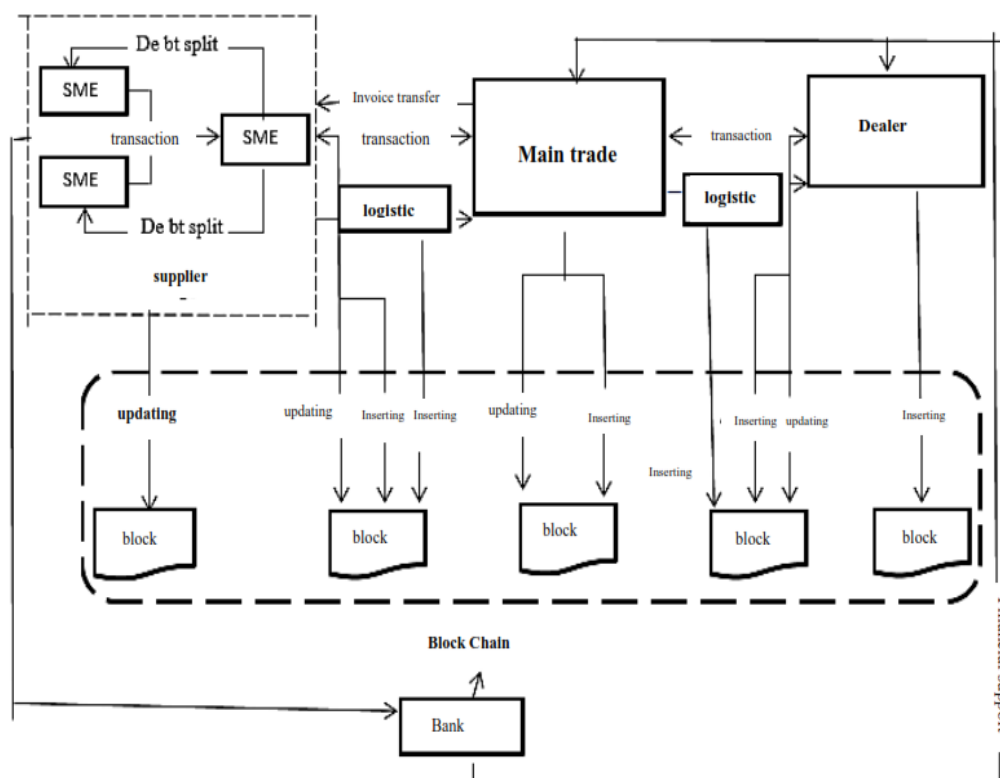 De bt split
SME
Invoice transfer
transaction
SME
transaction
transaction
Main trade
Dealer
SME
logistic
logistic
De bt split
supplier
updating
updating
Inserting
Inserting
updating
Inserting
Inserting
Inserting
updating
Inserting
block
block
block
block
block
Block Chain
Bank